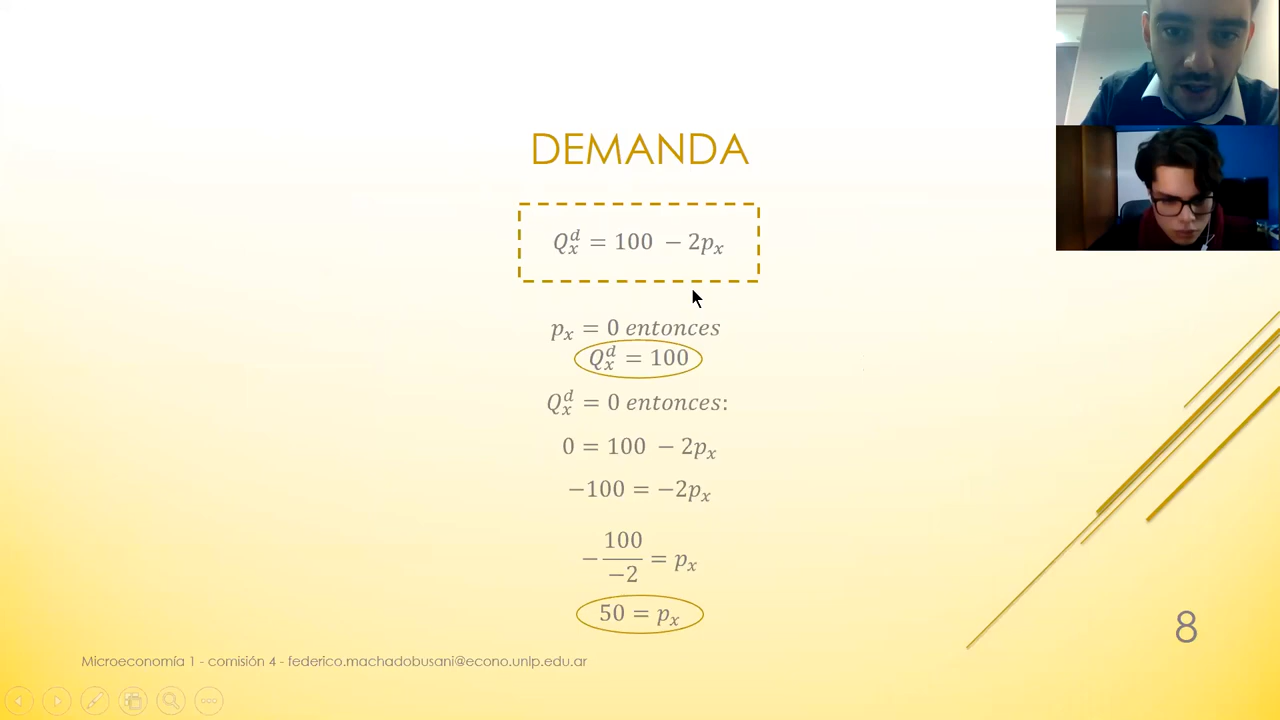 DEMANDA
Q_x^d = 100 − 2p_x
p_x = 0 entonces
Q_x^d = 100
Q_x^d = 0 entonces:
0 = 100 − 2p_x
−100 = −2p_x
−\frac{100}{−2} = p_x
50 = p_x
8
Microeconomía 1 - comisión 4 - federico.machadobusani@econo.unlp.edu.ar